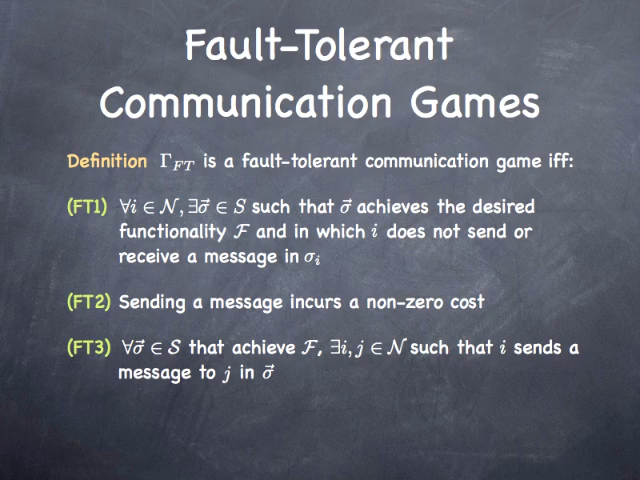 Fault-Tolerant
Communication Games
Definition Γ_FT is a fault-tolerant communication game iff:
(FT1) ∀i ∈ 𝒩, ∃σ⃗ ∈ S such that σ⃗ achieves the desired
functionality ℱ and in which i does not send or
receive a message in σᵢ
(FT2) Sending a message incurs a non-zero cost
(FT3) ∀σ⃗ ∈ 𝒮 that achieve ℱ, ∃i, j ∈ 𝒩 such that i sends a
message to j in σ⃗